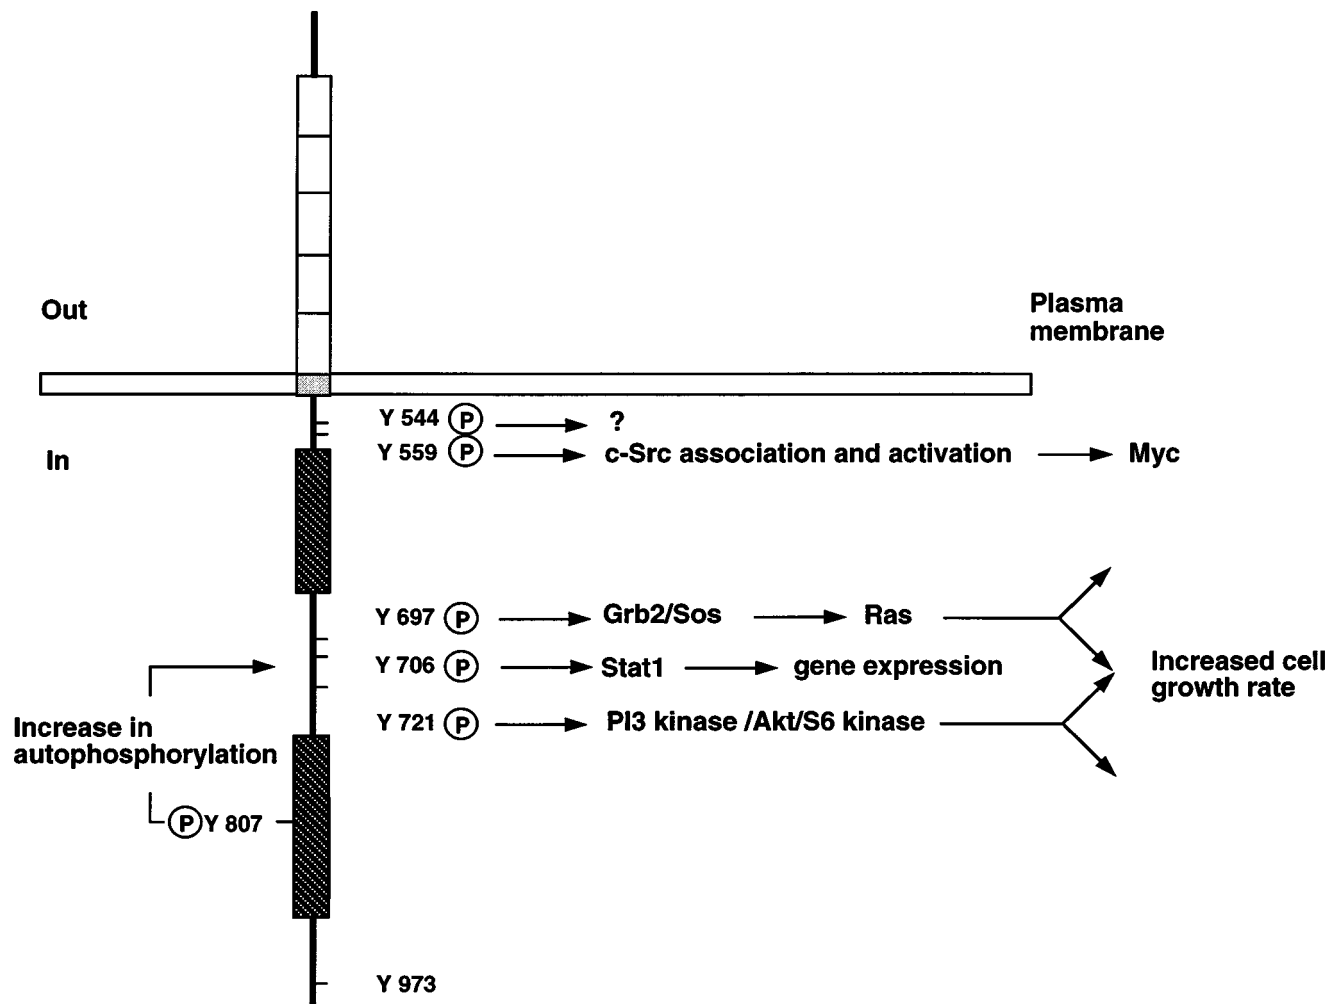 Out
Plasma
membrane
In
Y 544 P ?
Y 559 P c-Src association and activation Myc
Y 697 P Grb2/Sos Ras
Y 706 P Stat1 gene expression
Increased cell
growth rate
Y 721 P PI3 kinase /Akt/S6 kinase
Increase in
autophosphorylation
P Y 807
Y 973